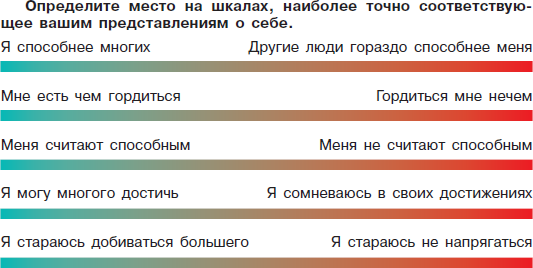 Определите место на шкалах, наиболее точно соответствую-
щее вашим представлениям о себе.
Я способнее многих Другие люди гораздо способнее меня
Мне есть чем гордиться Гордиться мне нечем
Меня считают способным Меня не считают способным
Я могу многого достичь Я сомневаюсь в своих достижениях
Я стараюсь добиваться большего Я стараюсь не напрягаться